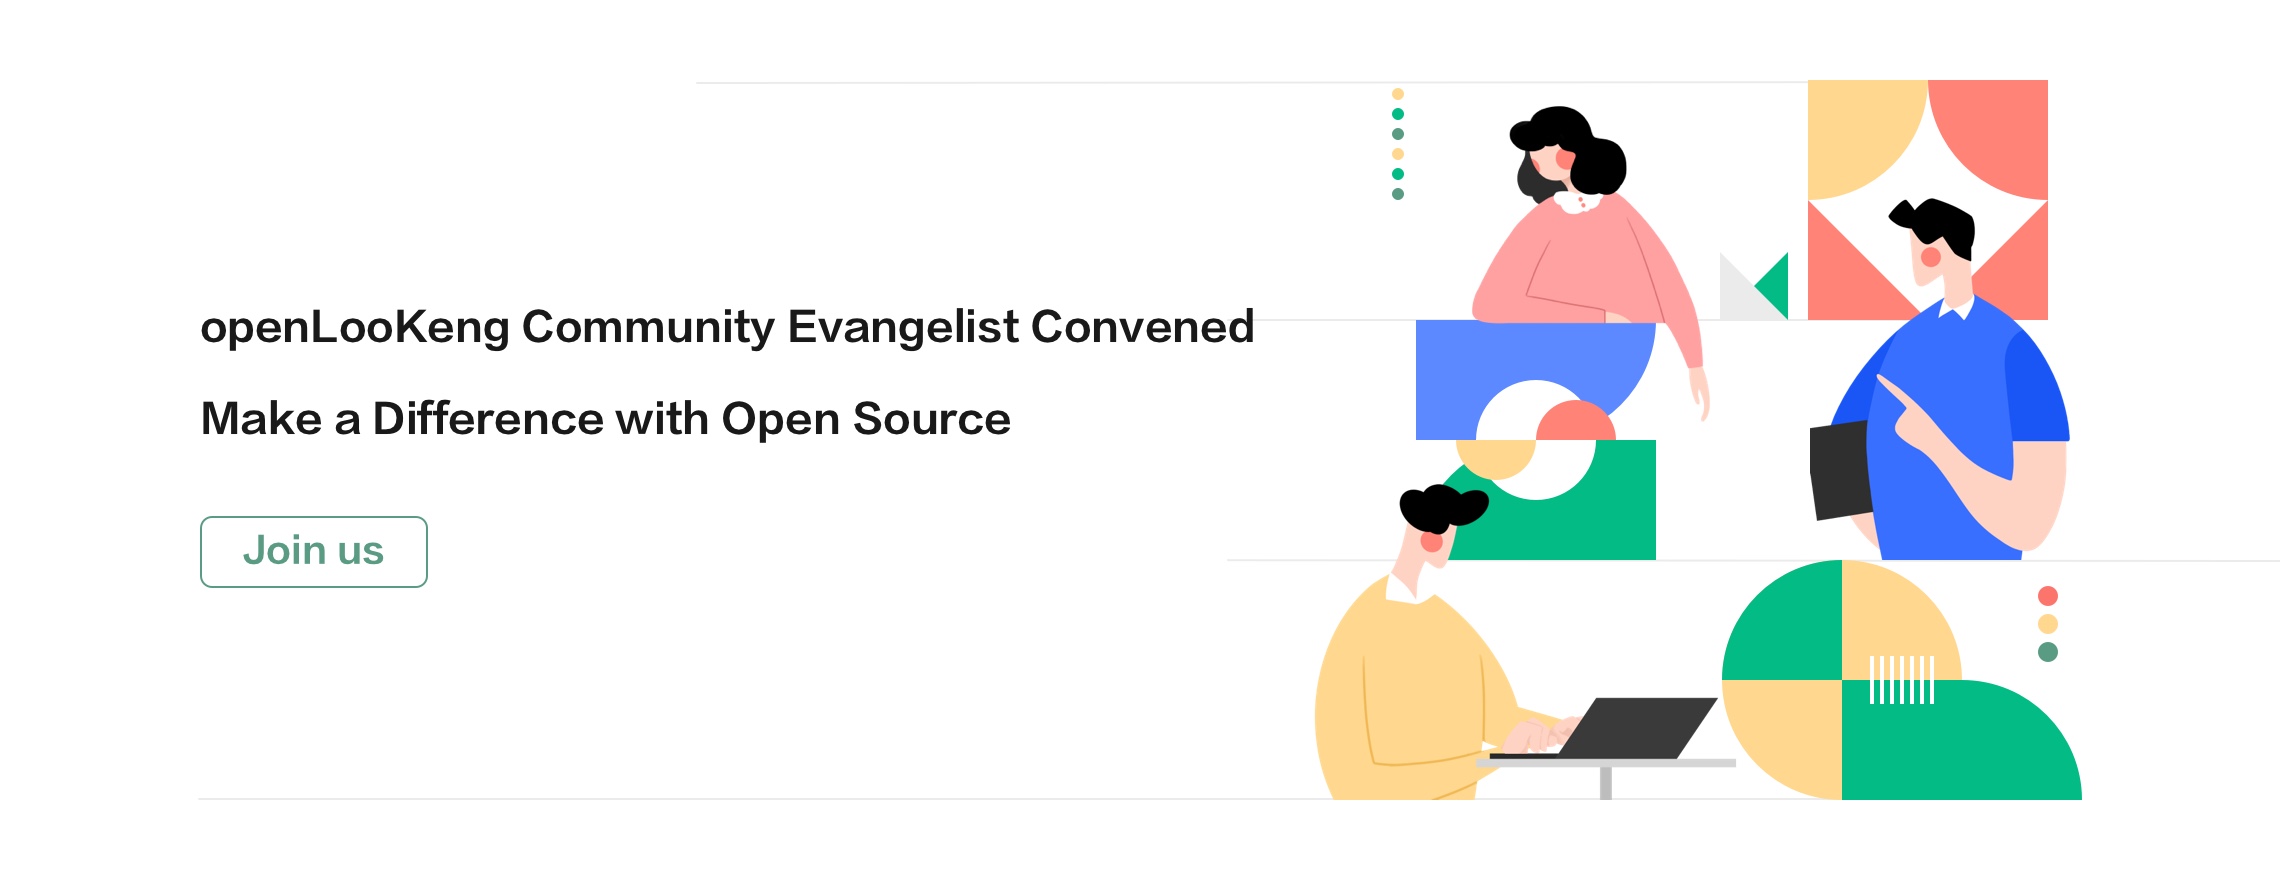 openLooKeng Community Evangelist Convened
Make a Difference with Open Source
Join us